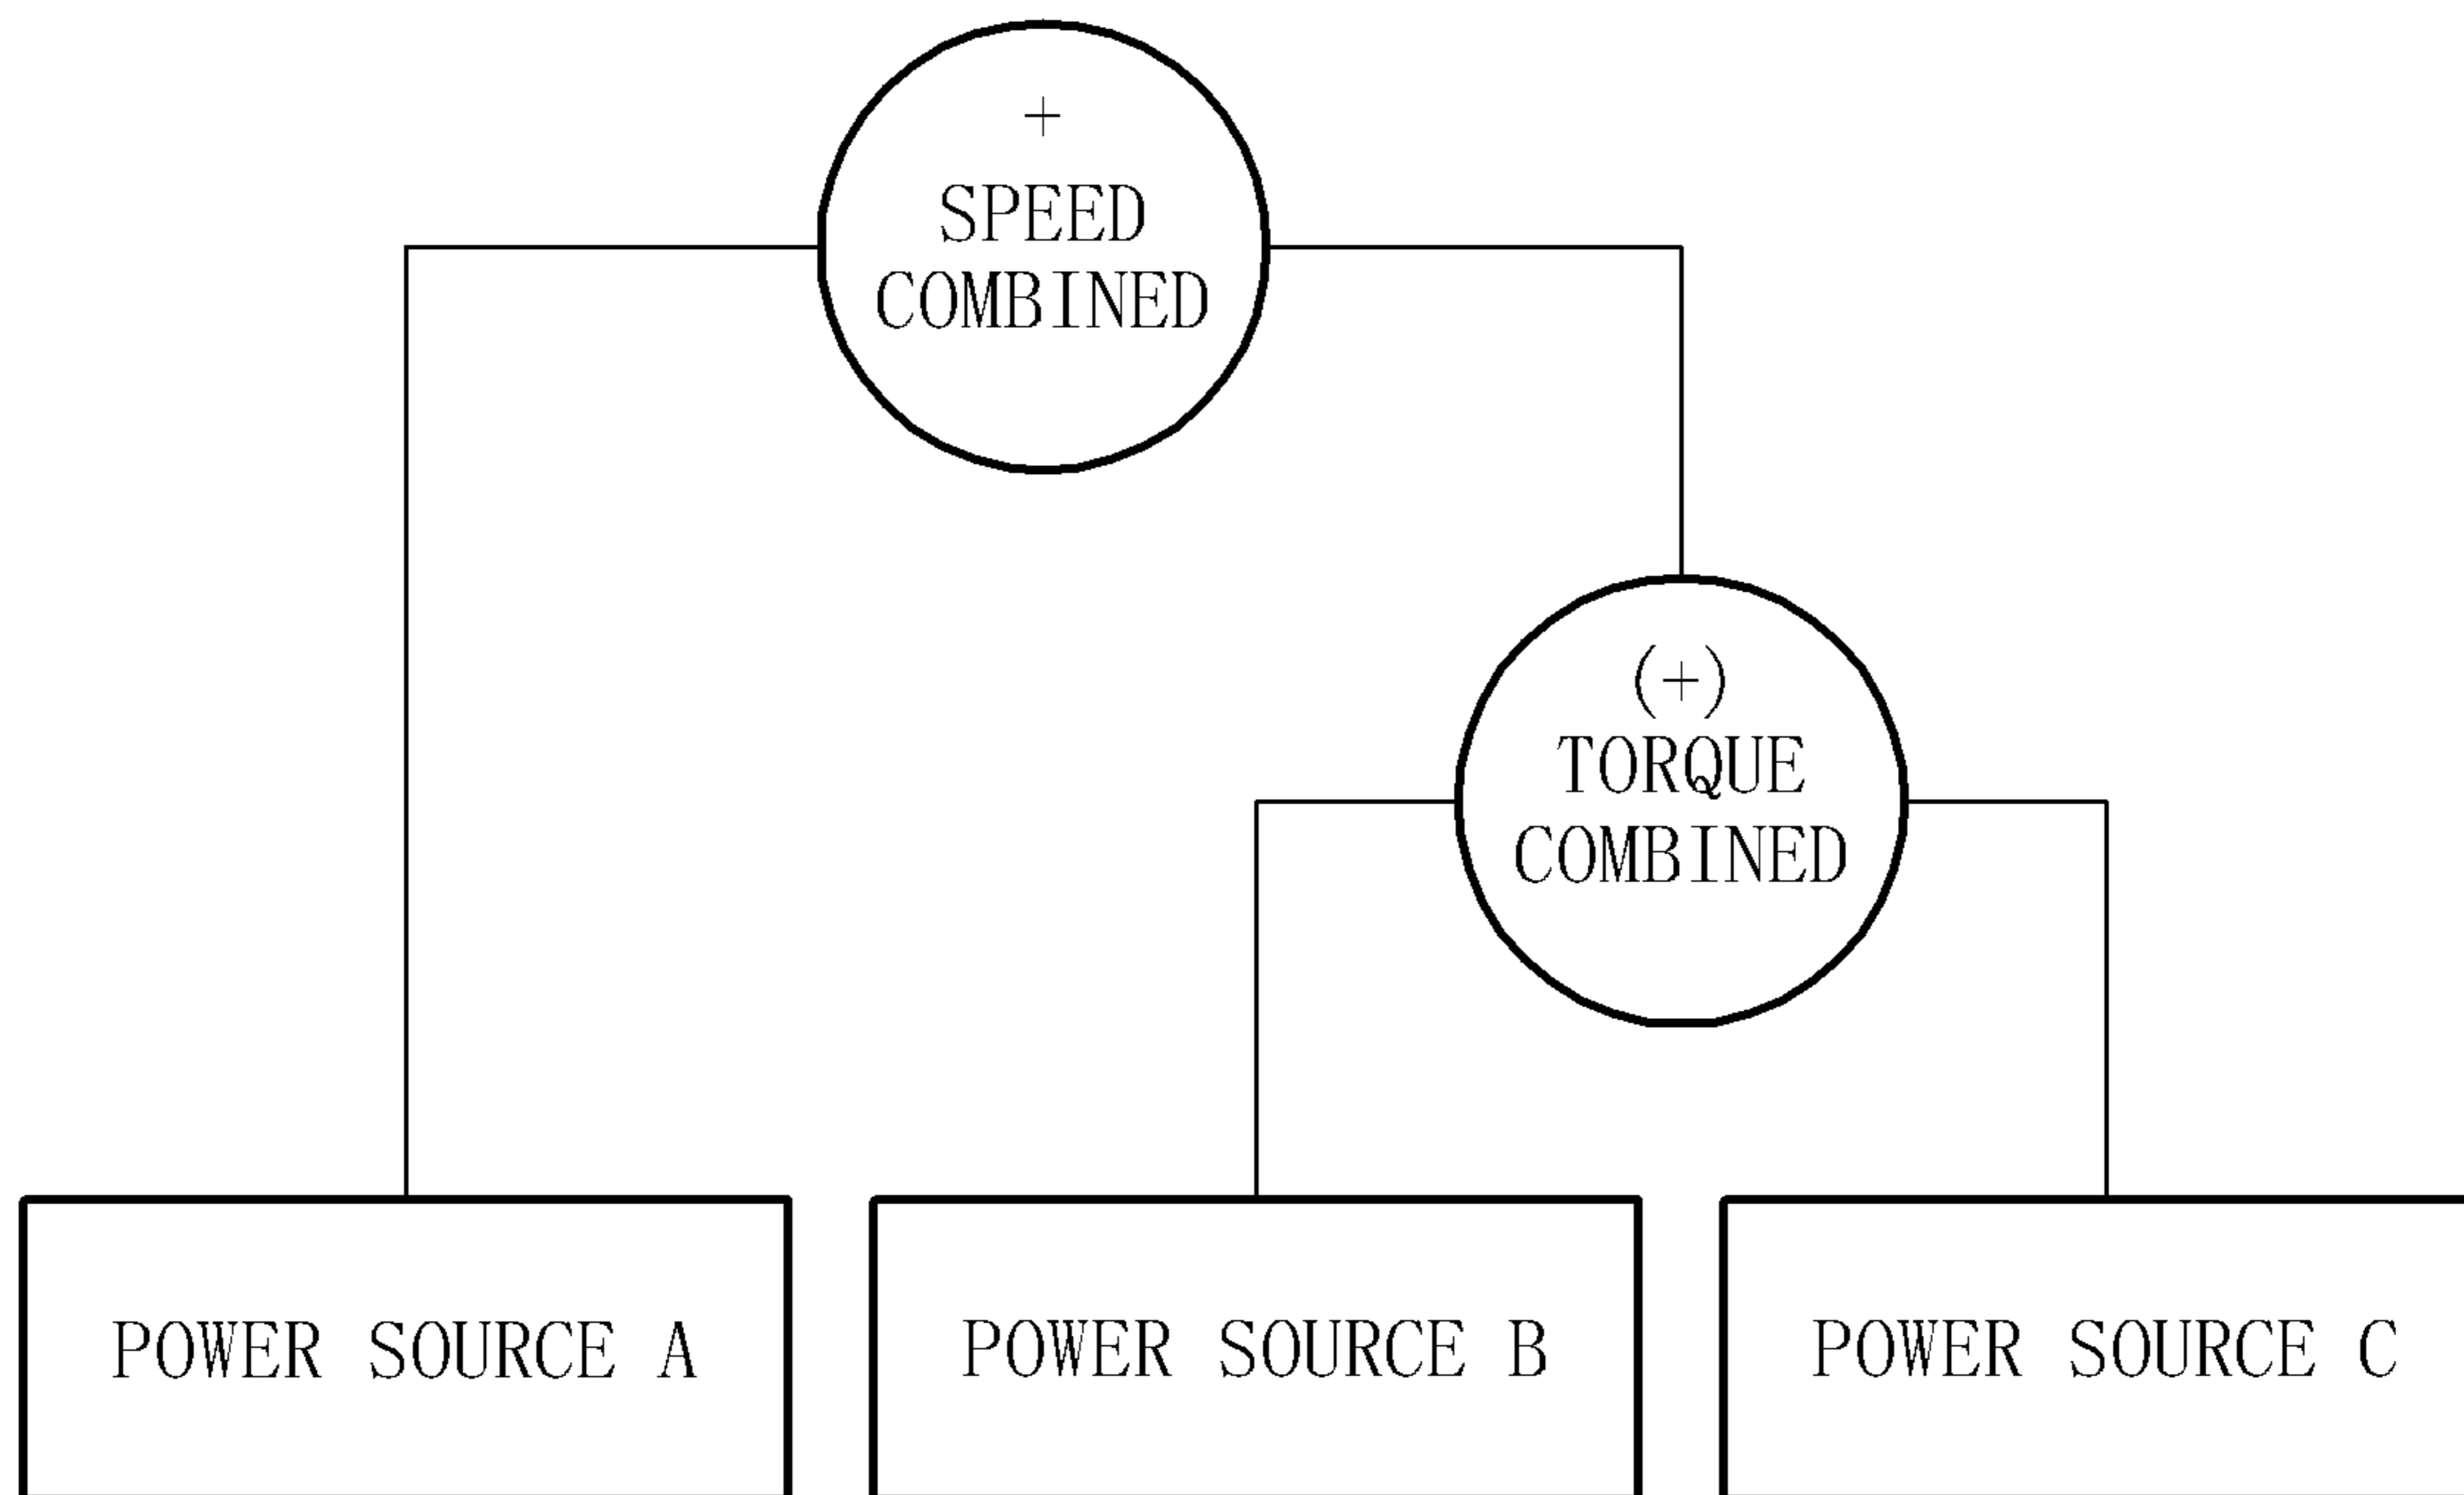 +
SPEED
COMBINED
(+)
TORQUE
COMBINED
POWER SOURCE A
POWER SOURCE B
POWER SOURCE C